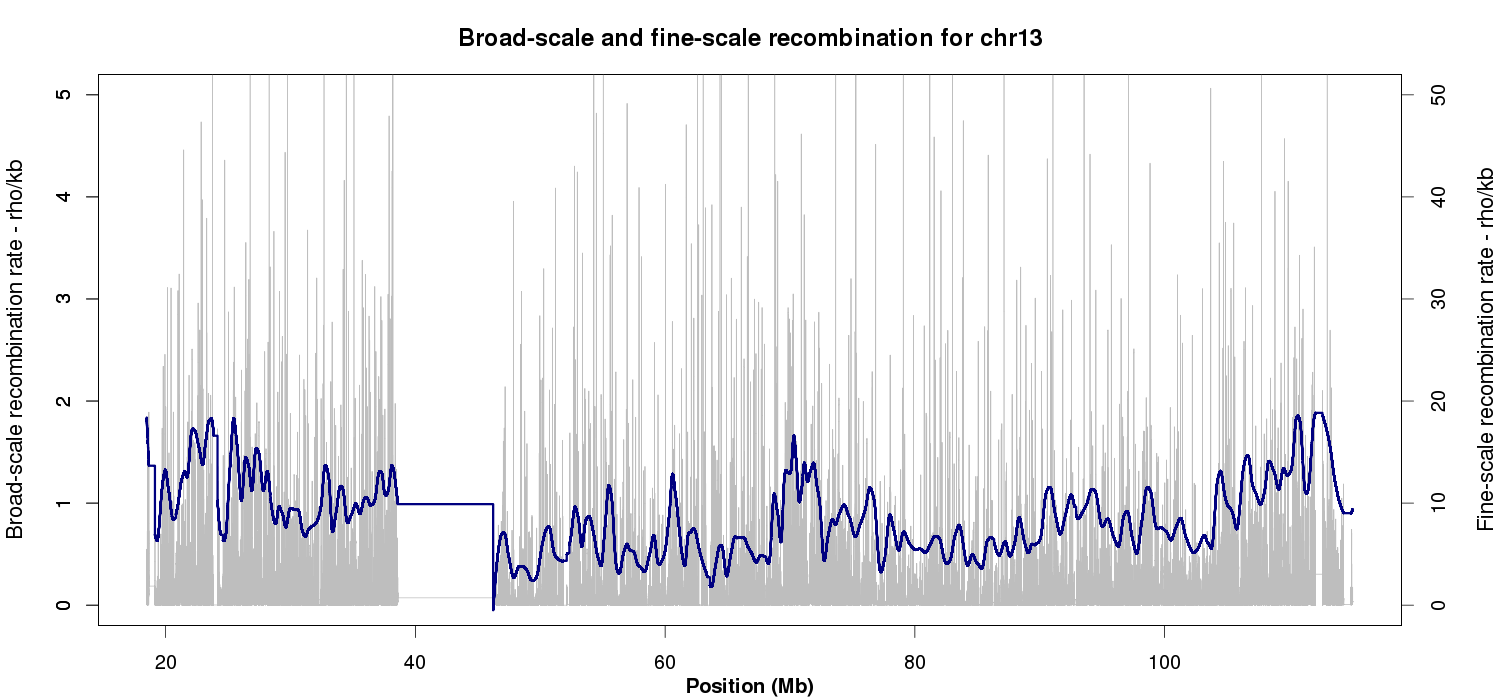 Broad-scale and fine-scale recombination for chr13
Broad-scale recombination rate - rho/kb
5
4
3
2
1
0
50
40
30
20
10
0
Fine-scale recombination rate - rho/kb
20 40 60 80 100
Position (Mb)